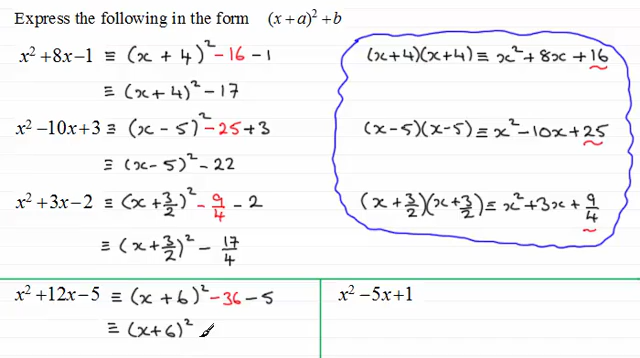 Express the following in the form (x+a)² + b
x² +8x−1 ≡ (x + 4)² −16 −1
≡ (x+4)² −17
x² −10x+3 ≡ (x − 5)² −25 +3
≡ (x−5)² −22
x² +3x−2 ≡ (x + 3/2)² − 9/4 − 2
≡ (x + 3/2)² − 17/4
(x+4)(x+4) ≡ x² + 8x + 16
(x−5)(x−5) ≡ x² −10x + 25
(x + 3/2)(x + 3/2) ≡ x² + 3x + 9/4
x² +12x−5 ≡ (x + 6)² −36 −5
≡ (x+6)²
x² −5x+1